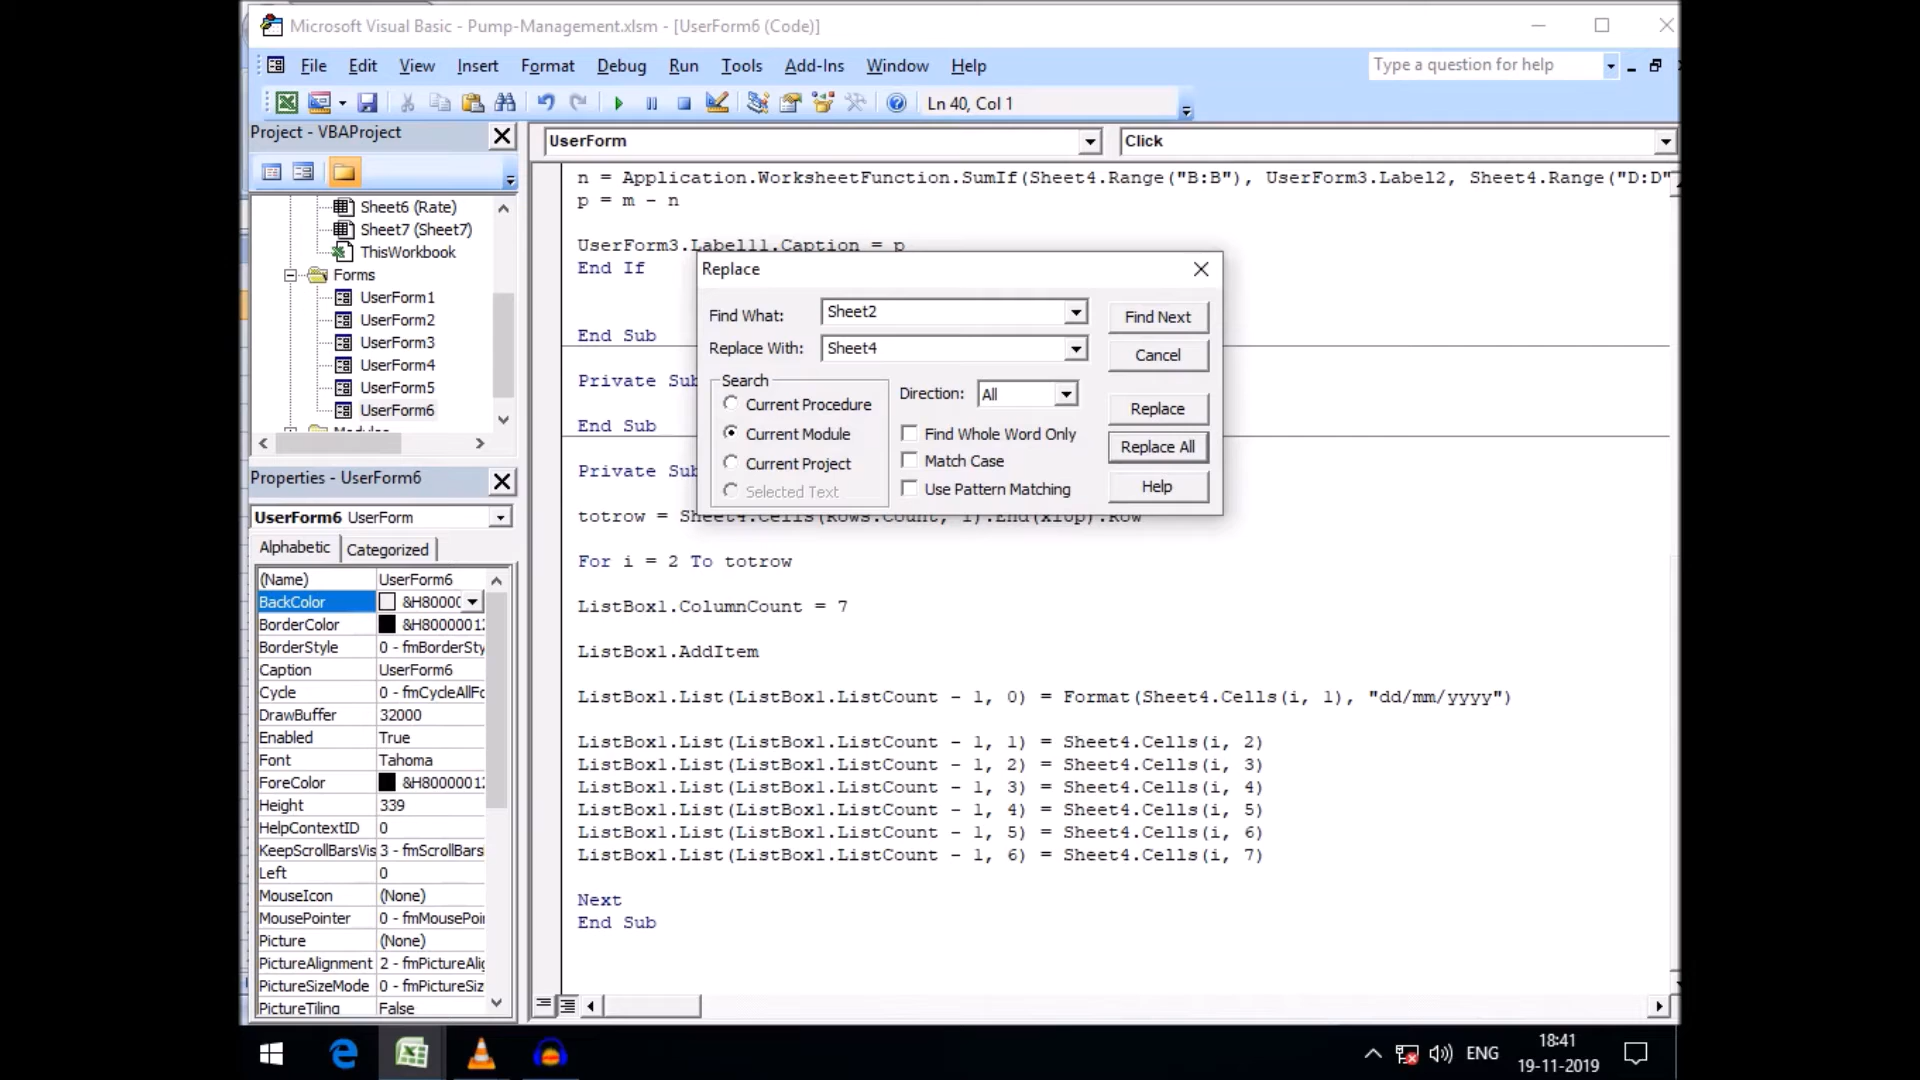 Microsoft Visual Basic - Pump-Management.xlsm - [UserForm6 (Code)]
File Edit View Insert Format Debug Run Tools Add-Ins Window Help
Type a question for help
Ln 40, Col 1
Project - VBAProject
Sheet6 (Rate)
Sheet7 (Sheet7)
ThisWorkbook
Forms
UserForm1
UserForm2
UserForm3
UserForm4
UserForm5
UserForm6
Properties - UserForm6
UserForm6 UserForm
Alphabetic Categorized
(Name) UserForm6
BackColor &H8000(
BorderColor &H8000001
BorderStyle 0 - fmBorderSty
Caption UserForm6
Cycle 0 - fmCycleAllFo
DrawBuffer 32000
Enabled True
Font Tahoma
ForeColor &H8000001
Height 339
HelpContextID 0
KeepScrollBarsVis 3 - fmScrollBars
Left 0
MouseIcon (None)
MousePointer 0 - fmMousePoi
Picture (None)
PictureAlignment 2 - fmPictureAli
PictureSizeMode 0 - fmPictureSiz
PictureTiling False
UserForm Click
n = Application.WorksheetFunction.SumIf(Sheet4.Range("B:B"), UserForm3.Label2, Sheet4.Range("D:D"
p = m - n
UserForm3.Label11.Caption = p
End If
End Sub
Private Sub
End Sub
Private Sub
totrow = Sheet4.Cells(Rows.Count, 1).End(xlUp).Row
For i = 2 To totrow
ListBox1.ColumnCount = 7
ListBox1.AddItem
ListBox1.List(ListBox1.ListCount - 1, 0) = Format(Sheet4.Cells(i, 1), "dd/mm/yyyy")
ListBox1.List(ListBox1.ListCount - 1, 1) = Sheet4.Cells(i, 2)
ListBox1.List(ListBox1.ListCount - 1, 2) = Sheet4.Cells(i, 3)
ListBox1.List(ListBox1.ListCount - 1, 3) = Sheet4.Cells(i, 4)
ListBox1.List(ListBox1.ListCount - 1, 4) = Sheet4.Cells(i, 5)
ListBox1.List(ListBox1.ListCount - 1, 5) = Sheet4.Cells(i, 6)
ListBox1.List(ListBox1.ListCount - 1, 6) = Sheet4.Cells(i, 7)
Next
End Sub
Replace
Find What: Sheet2 Find Next
Replace With: Sheet4 Cancel
Search
Current Procedure
Current Module
Current Project
Selected Text
Direction: All
Find Whole Word Only
Match Case
Use Pattern Matching
Replace
Replace All
Help
ENG
18:41
19-11-2019